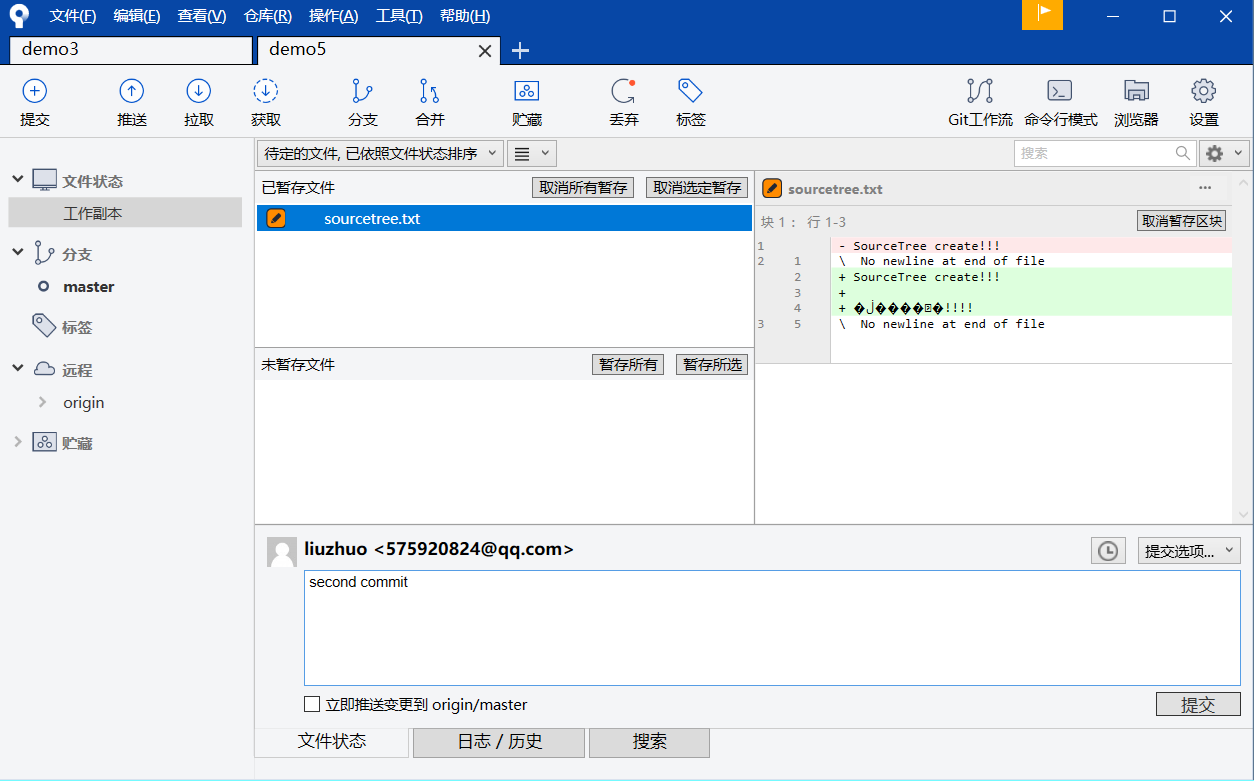 文件(F) 编辑(E) 查看(V) 仓库(R) 操作(A) 工具(T) 帮助(H)
demo3 demo5
提交 推送 拉取 获取 分支 合并 贮藏 丢弃 标签 Git工作流 命令行模式 浏览器 设置
待定的文件, 已依照文件状态排序 搜索
文件状态
工作副本
分支
master
标签
远程
origin
贮藏
已暂存文件 取消所有暂存 取消选定暂存
sourcetree.txt
未暂存文件 暂存所有 暂存所选
sourcetree.txt ...
块 1： 行 1-3 取消暂存区块
1 - SourceTree create!!!
2 1 \ No newline at end of file
2 + SourceTree create!!!
3 +
4 + �ڶ����⍰�!!!!
3 5 \ No newline at end of file
liuzhuo <575920824@qq.com> 提交选项...
second commit
立即推送变更到 origin/master 提交
文件状态 日志 / 历史 搜索